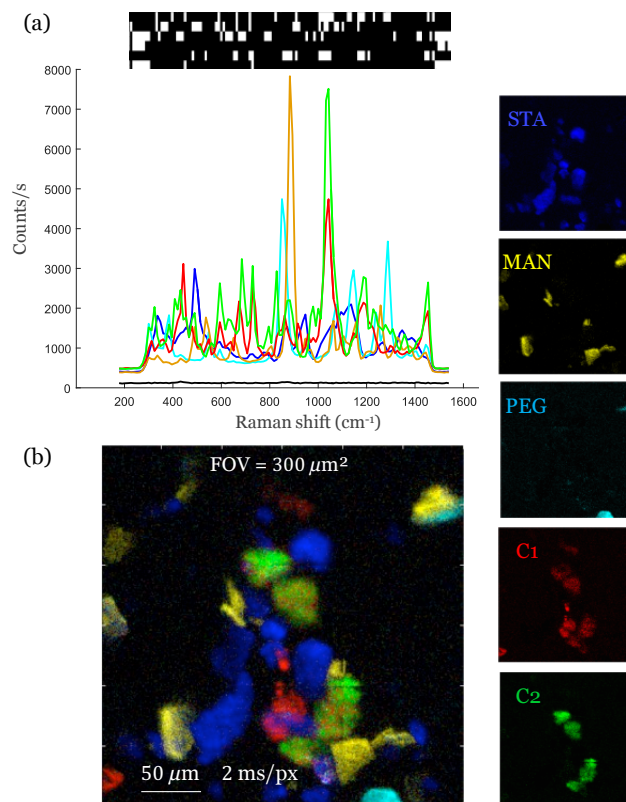 (a)
8000
7000
6000
5000
4000
3000
2000
1000
0
Counts/s
200 400 600 800 1000 1200 1400 1600
Raman shift (cm⁻¹)
STA
MAN
PEG
C1
C2
(b)
FOV = 300 µm²
50 µm 2 ms/px